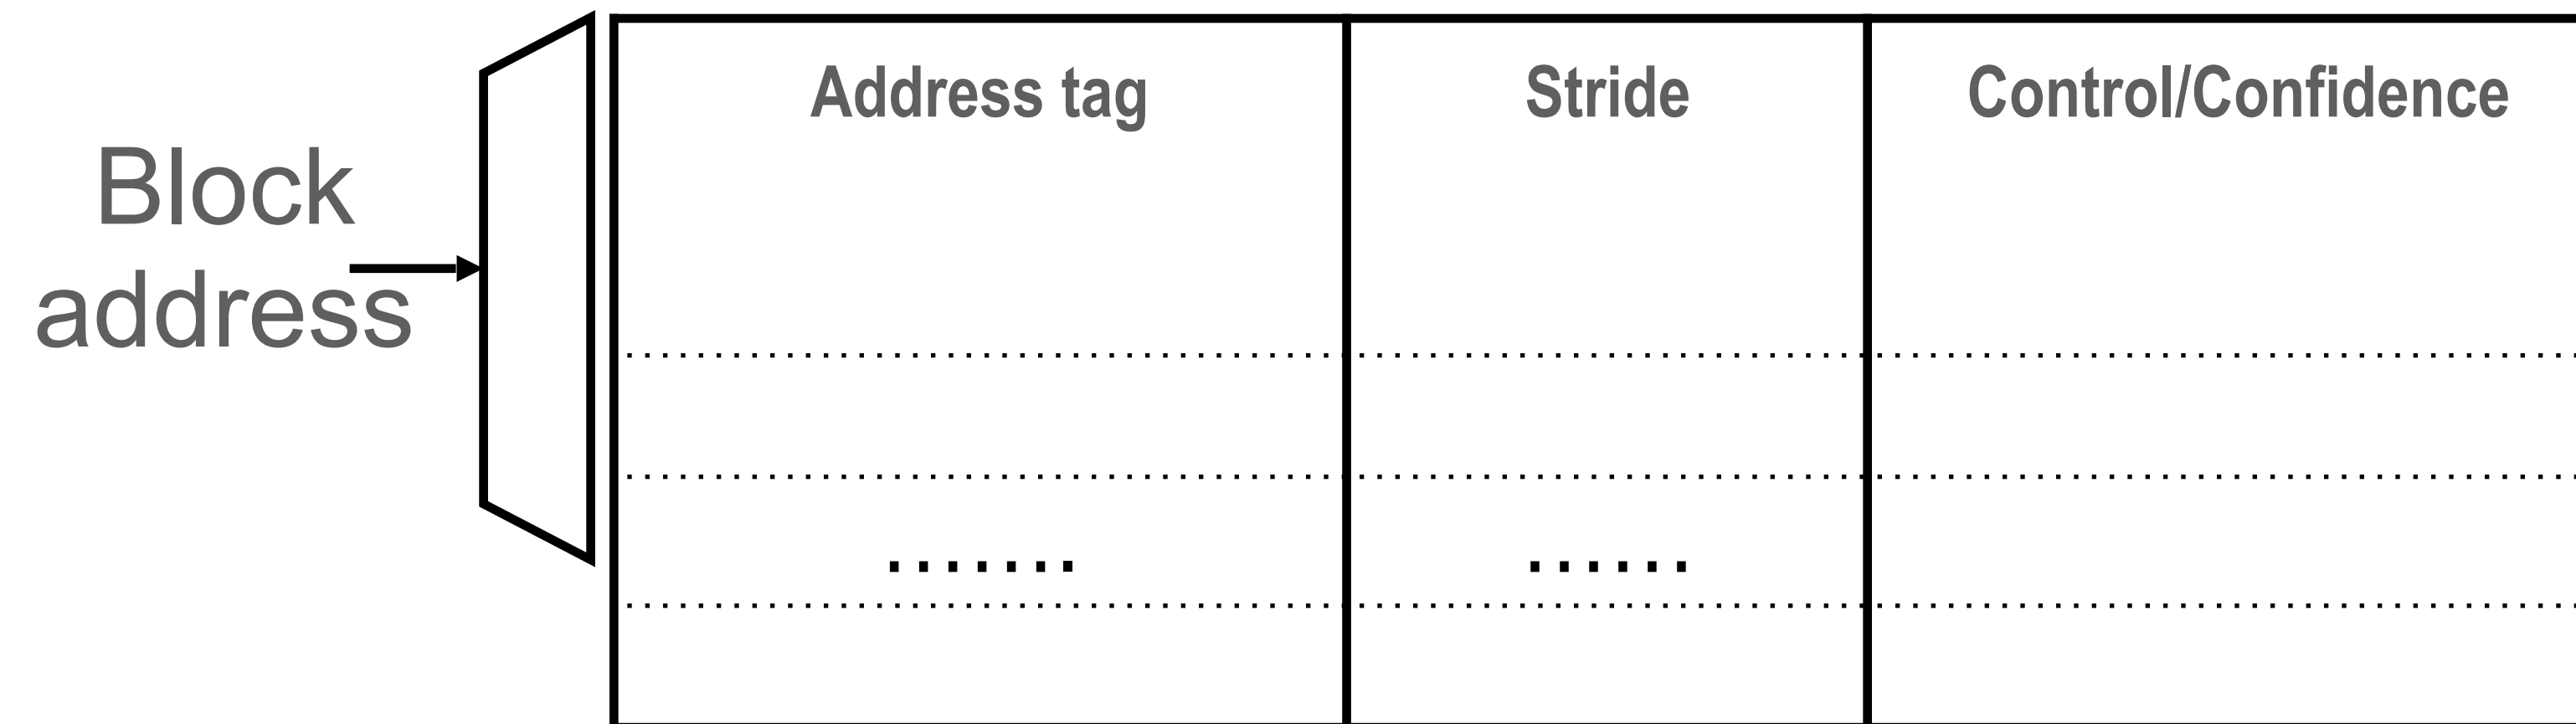 Address tag
Stride
Control/Confidence
Block
address